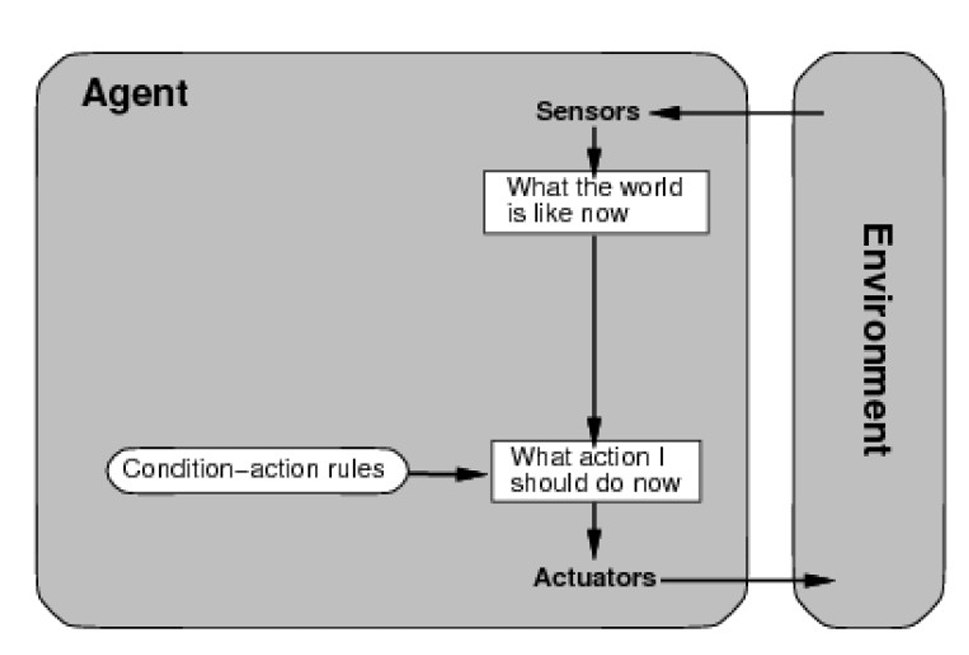 Agent
Sensors
What the world
is like now
Environment
Condition–action rules
What action I
should do now
Actuators